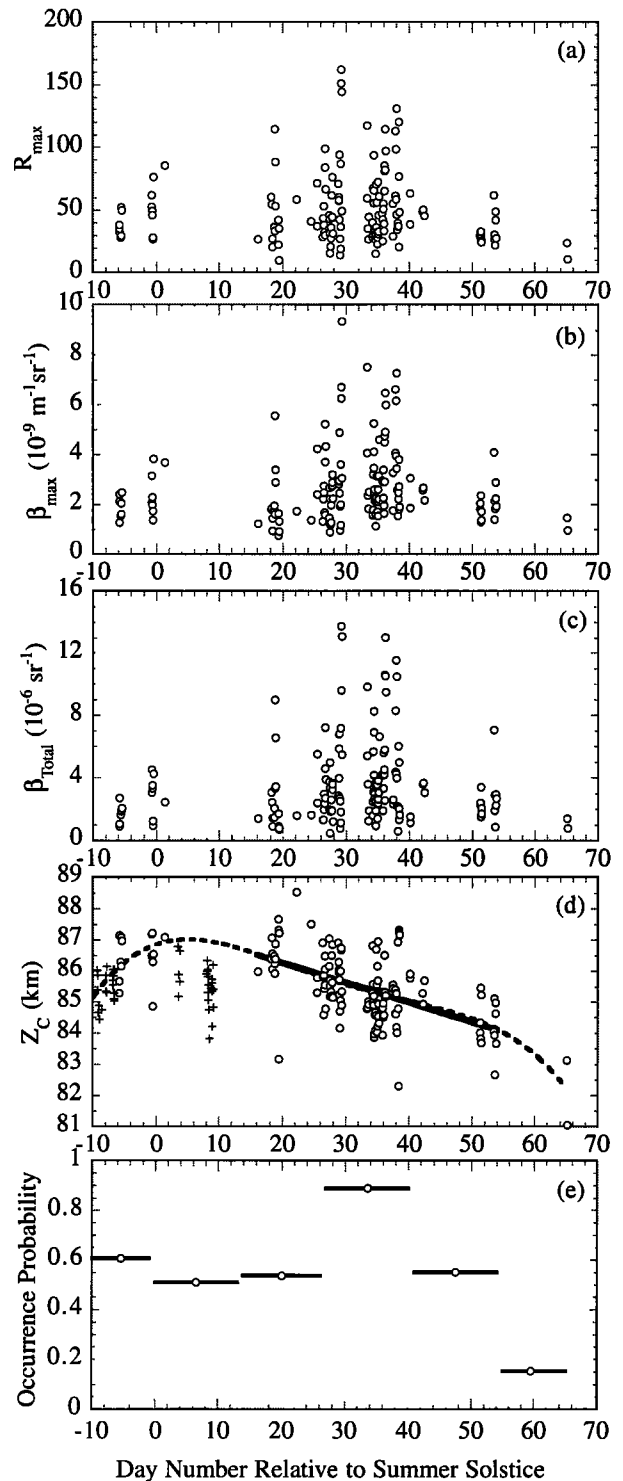 200
150
100
50
0
R_max
(a)
-10 0 10 20 30 40 50 60 70
10
8
6
4
2
0
β_max (10⁻⁹ m⁻¹sr⁻¹)
(b)
-10 0 10 20 30 40 50 60 70
16
12
8
4
0
β_Total (10⁻⁶ sr⁻¹)
(c)
-10 0 10 20 30 40 50 60 70
89
88
87
86
85
84
83
82
81
Z_C (km)
(d)
-10 0 10 20 30 40 50 60 70
1
0.8
0.6
0.4
0.2
0
Occurrence Probability
(e)
-10 0 10 20 30 40 50 60 70
Day Number Relative to Summer Solstice